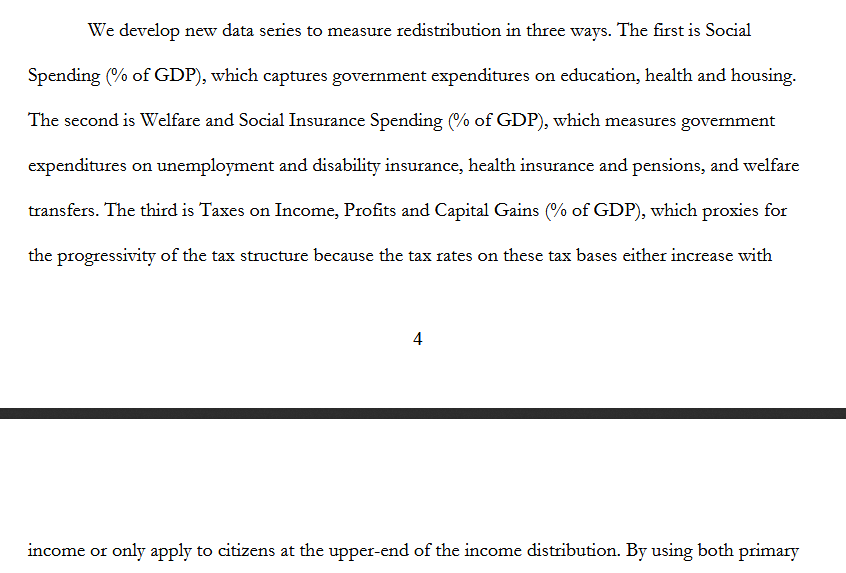 We develop new data series to measure redistribution in three ways. The first is Social
Spending (% of GDP), which captures government expenditures on education, health and housing.
The second is Welfare and Social Insurance Spending (% of GDP), which measures government
expenditures on unemployment and disability insurance, health insurance and pensions, and welfare
transfers. The third is Taxes on Income, Profits and Capital Gains (% of GDP), which proxies for
the progressivity of the tax structure because the tax rates on these tax bases either increase with
4
income or only apply to citizens at the upper-end of the income distribution. By using both primary